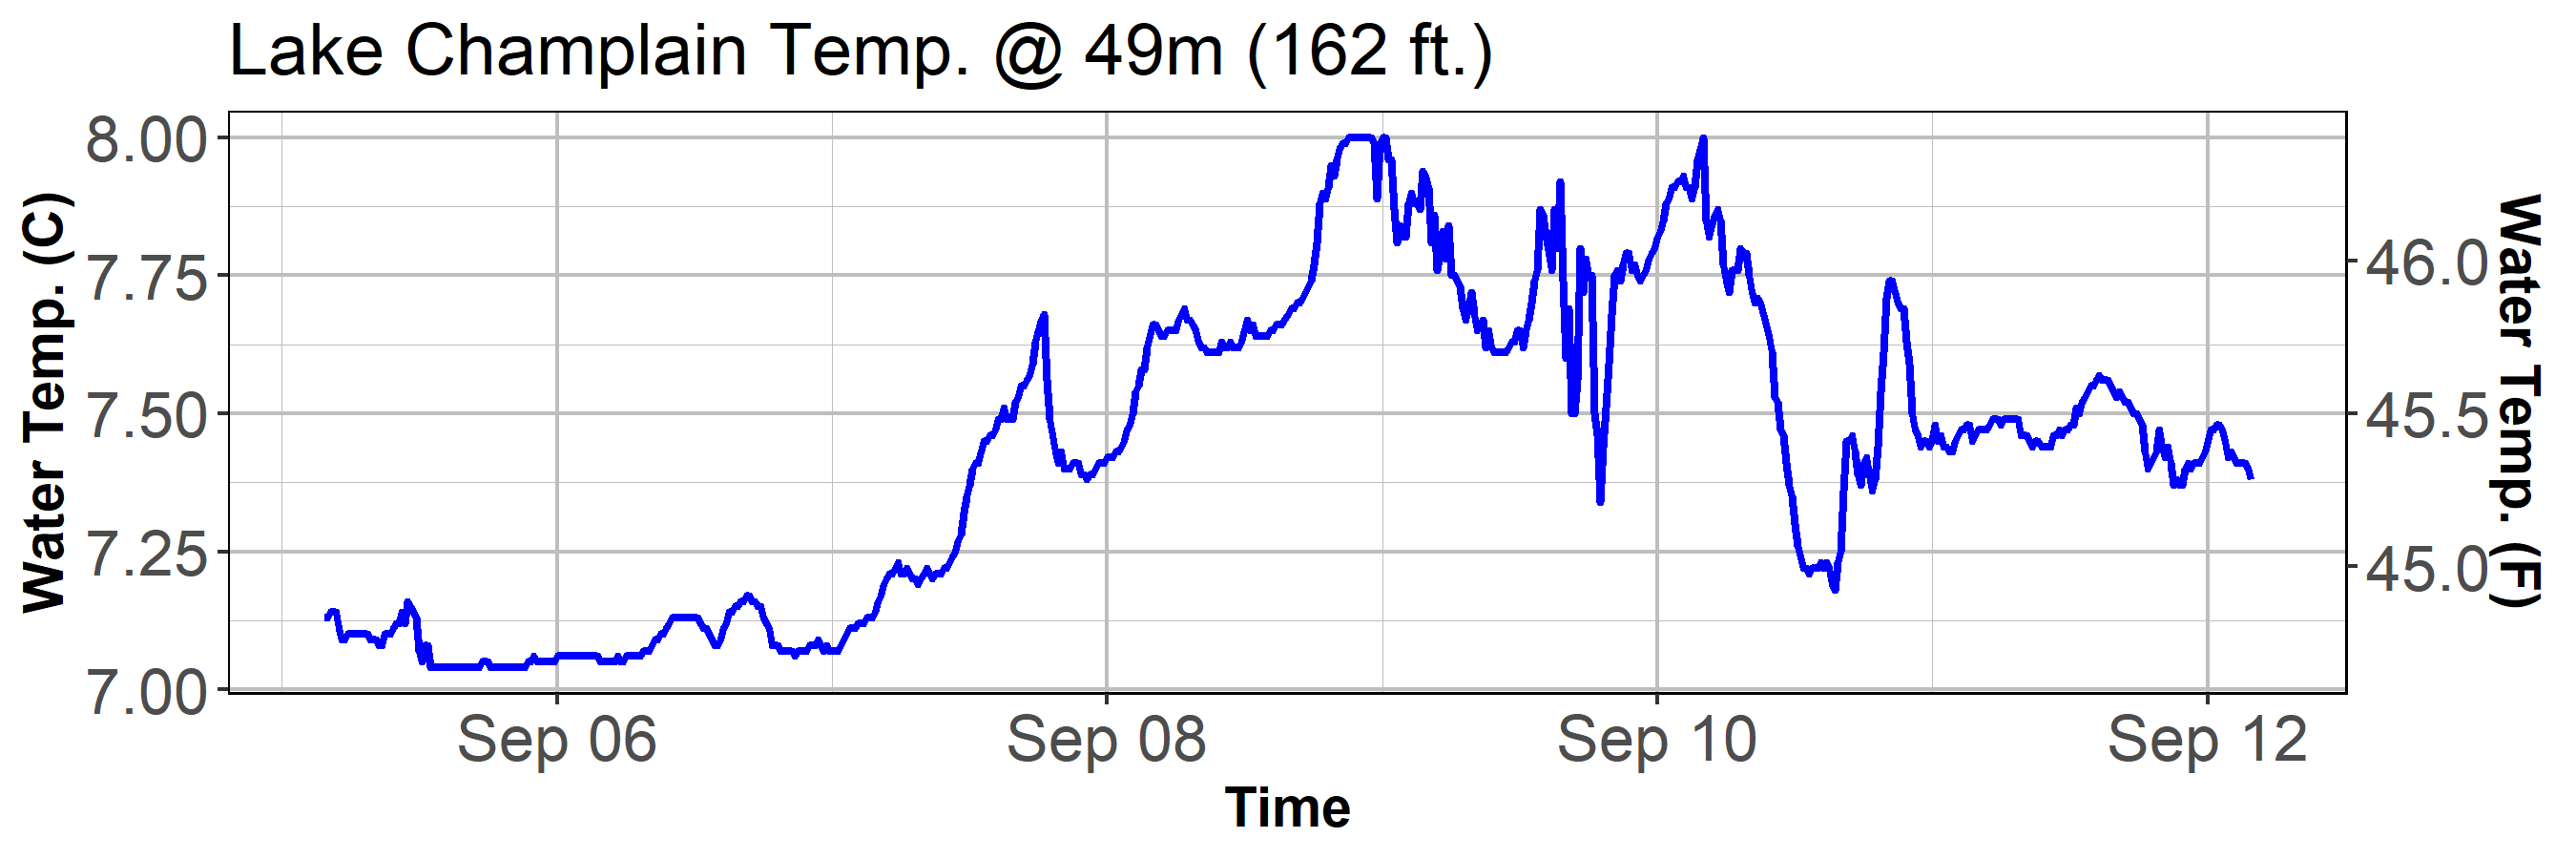 Lake Champlain Temp. @ 49m (162 ft.)
Water Temp. (C)
8.00
7.75
7.50
7.25
7.00
46.0
45.5
45.0
Water Temp. (F)
Sep 06
Sep 08
Sep 10
Sep 12
Time